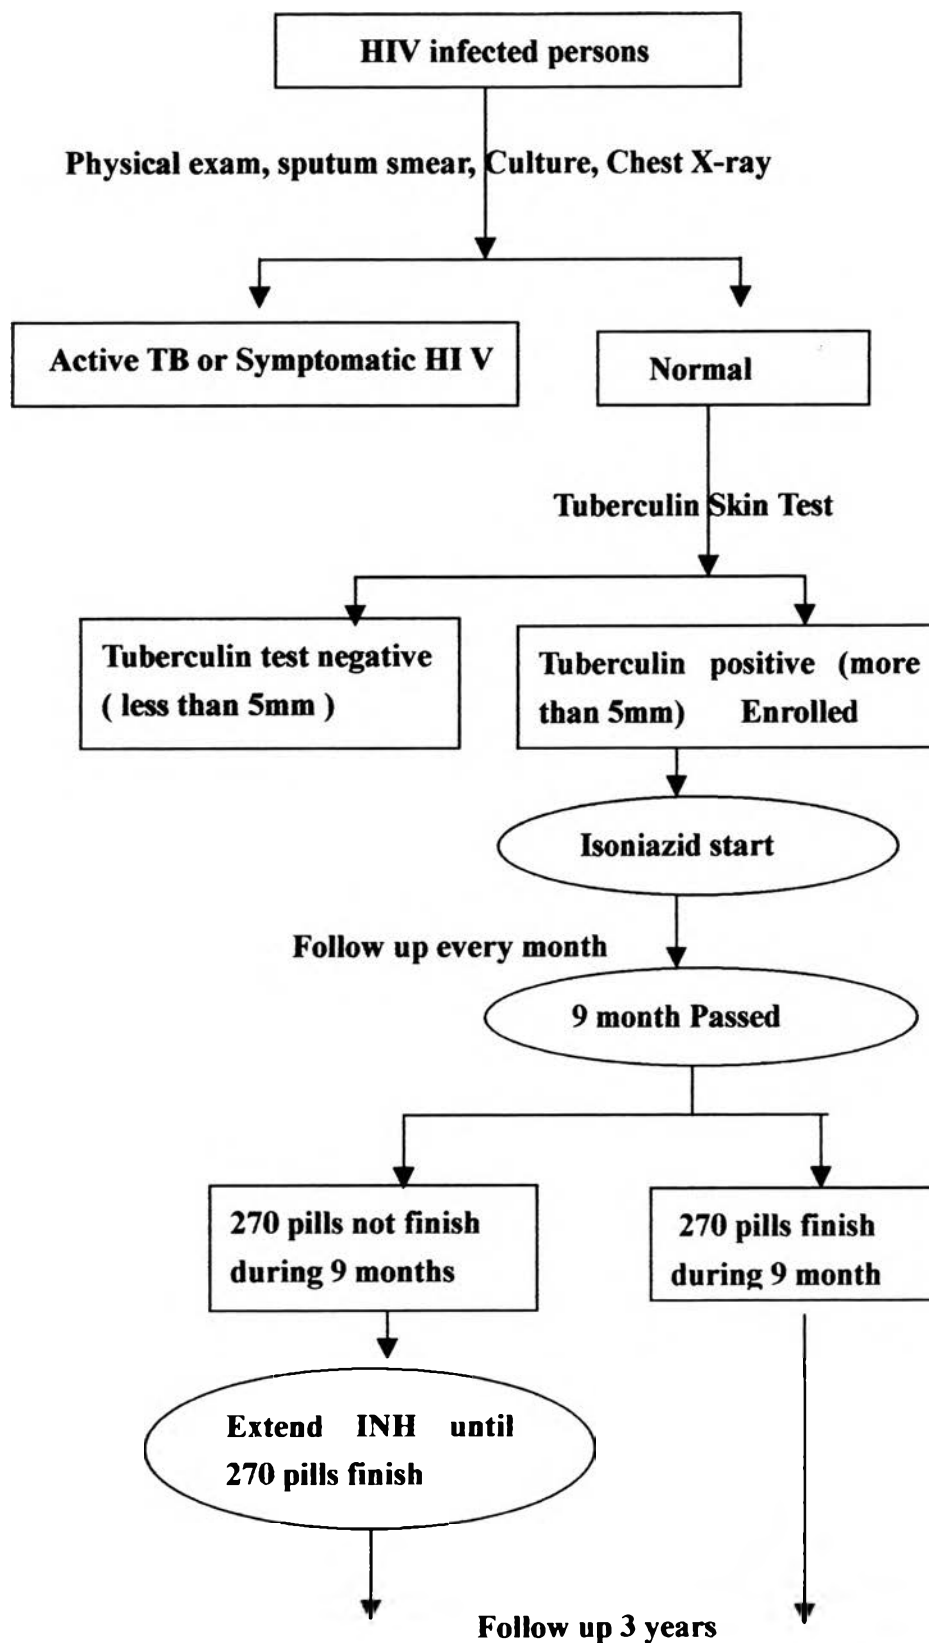 HIV infected persons
Physical exam, sputum smear, Culture, Chest X-ray
Active TB or Symptomatic HI V
Normal
Tuberculin Skin Test
Tuberculin test negative
( less than 5mm )
Tuberculin positive (more
than 5mm) Enrolled
Isoniazid start
Follow up every month
9 month Passed
270 pills not finish
during 9 months
270 pills finish
during 9 month
Extend INH until
270 pills finish
Follow up 3 years